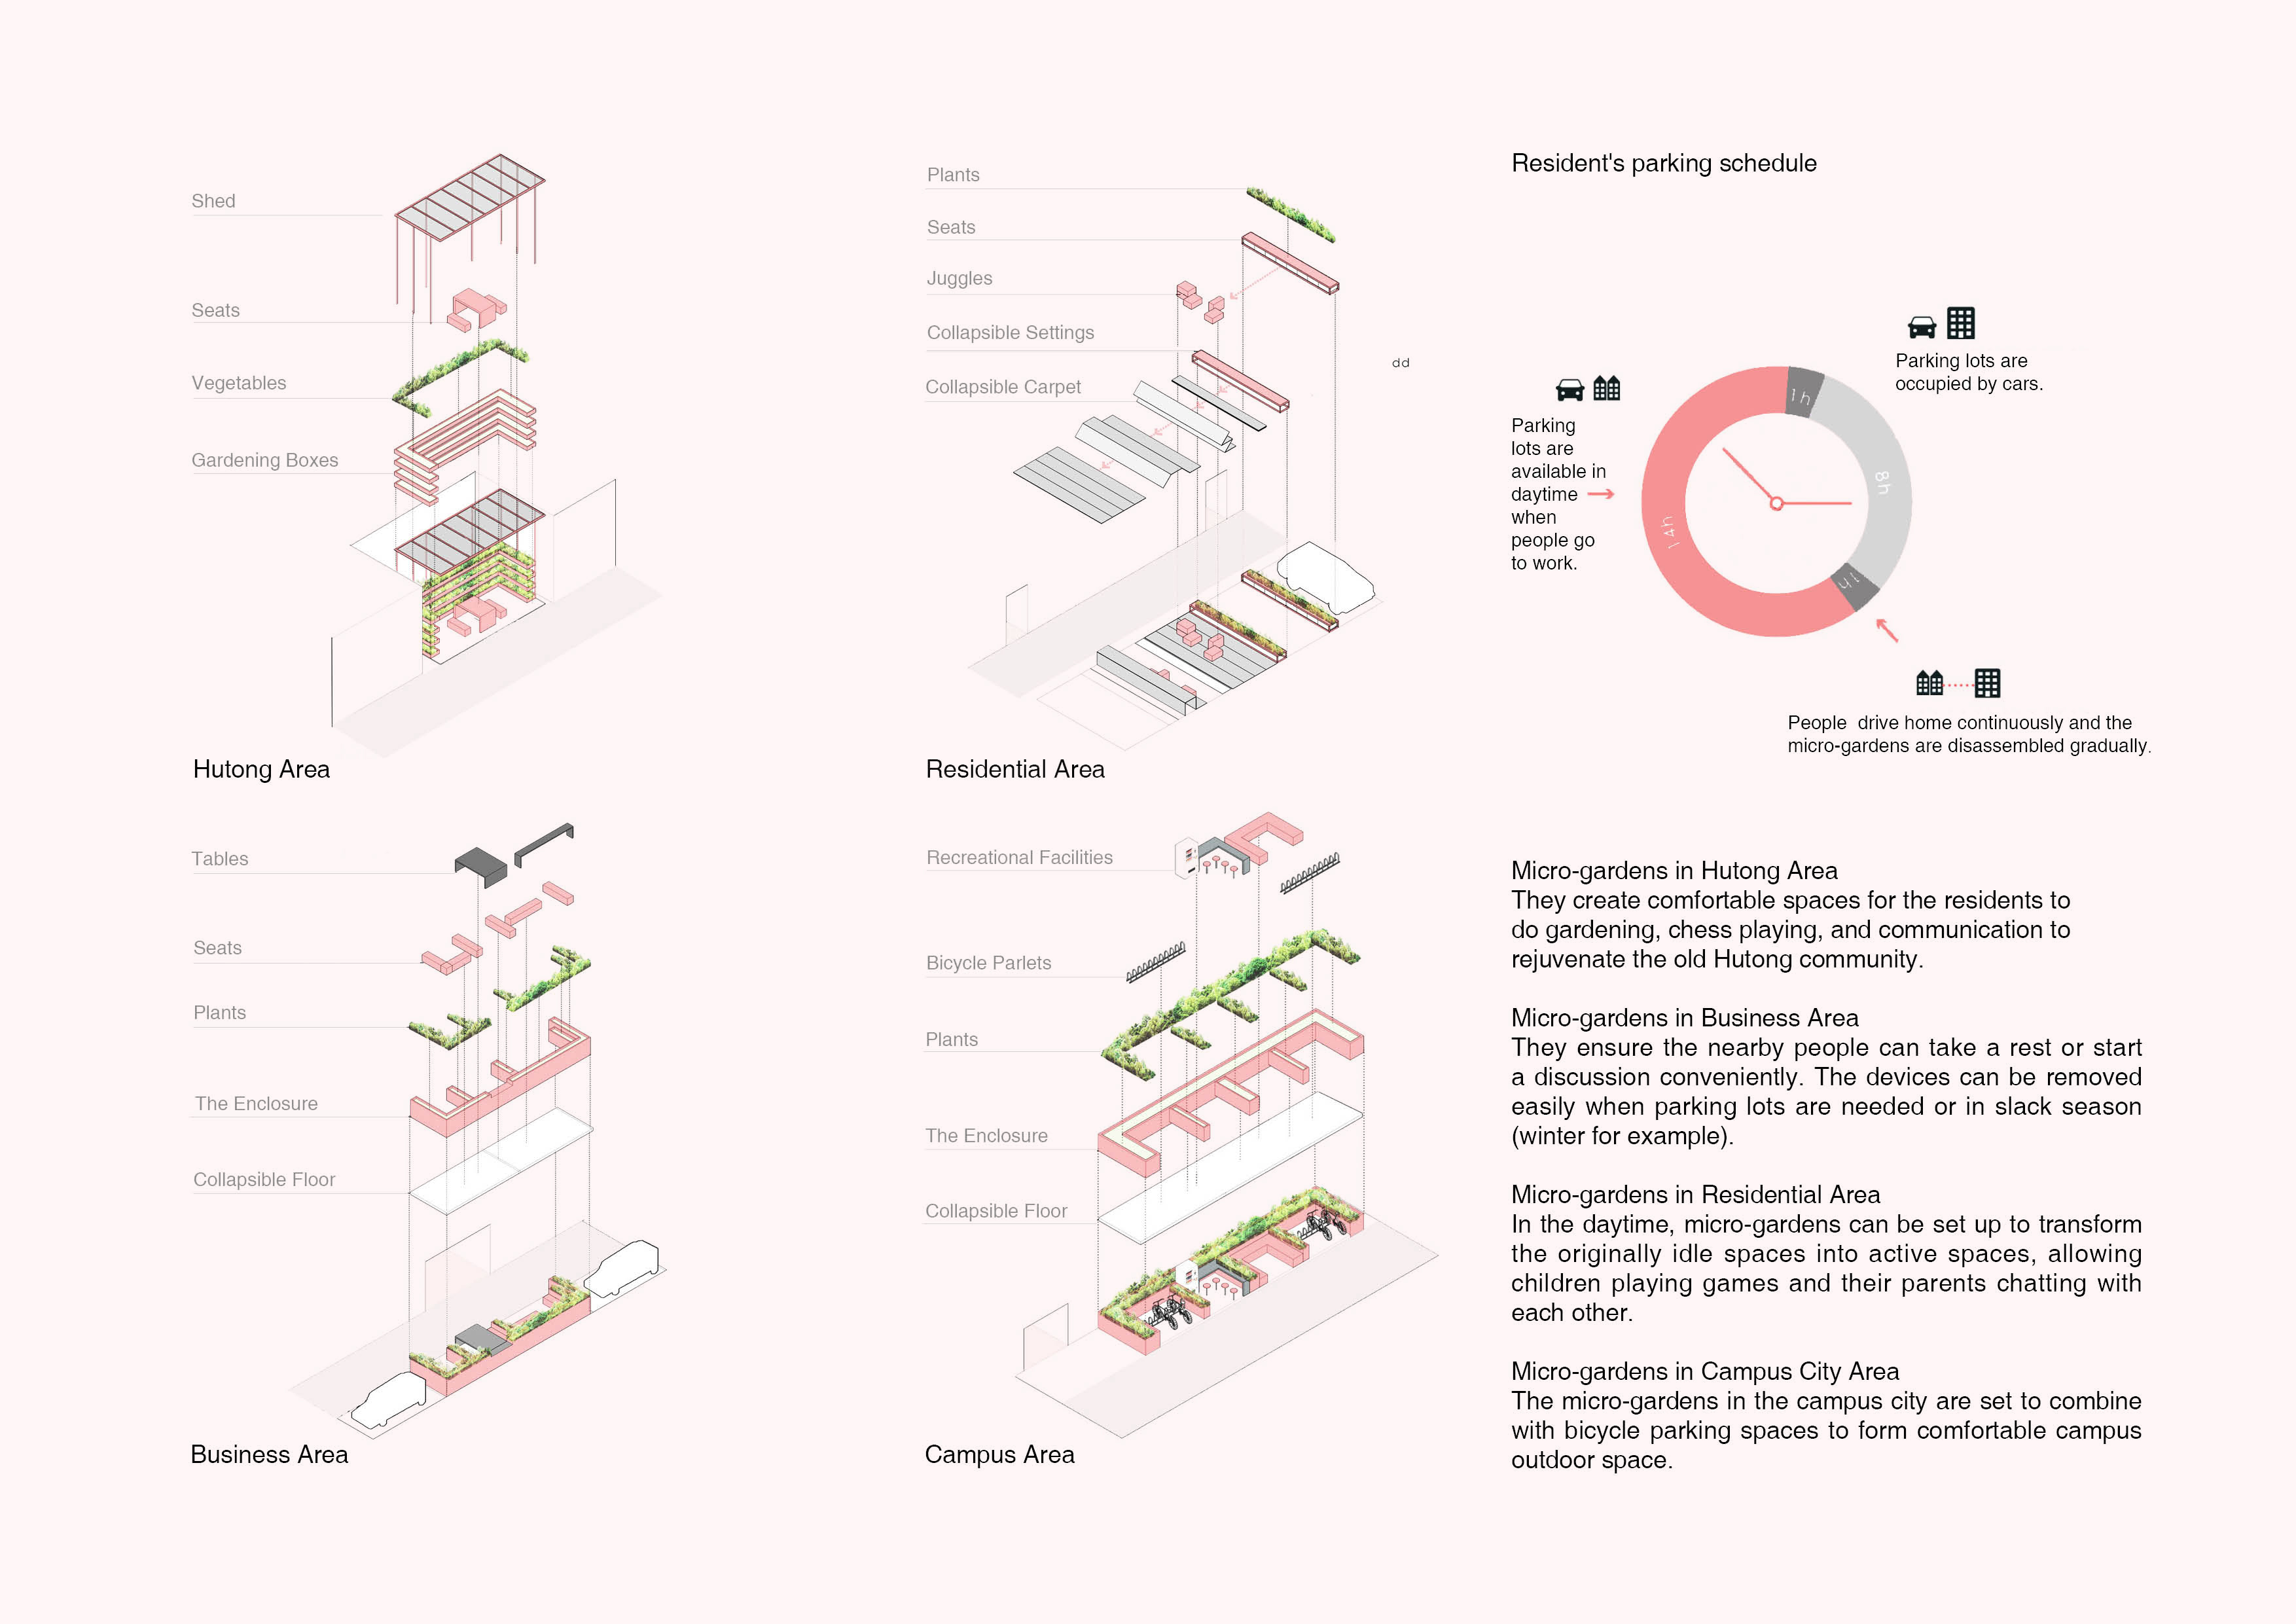 Shed
Seats
Vegetables
Gardening Boxes
Hutong Area
Plants
Seats
Juggles
Collapsible Settings
Collapsible Carpet
Residential Area
dd
Resident's parking schedule
Parking lots are
occupied by cars.
Parking
lots are
available in
daytime
when
people go
to work.
1h
8h
1h
14h
People drive home continuously and the
micro-gardens are disassembled gradually.
Tables
Seats
Plants
The Enclosure
Collapsible Floor
Business Area
Recreational Facilities
Bicycle Parlets
Plants
The Enclosure
Collapsible Floor
Campus Area
Micro-gardens in Hutong Area
They create comfortable spaces for the residents to
do gardening, chess playing, and communication to
rejuvenate the old Hutong community.
Micro-gardens in Business Area
They ensure the nearby people can take a rest or start
a discussion conveniently. The devices can be removed
easily when parking lots are needed or in slack season
(winter for example).
Micro-gardens in Residential Area
In the daytime, micro-gardens can be set up to transform
the originally idle spaces into active spaces, allowing
children playing games and their parents chatting with
each other.
Micro-gardens in Campus City Area
The micro-gardens in the campus city are set to combine
with bicycle parking spaces to form comfortable campus
outdoor space.